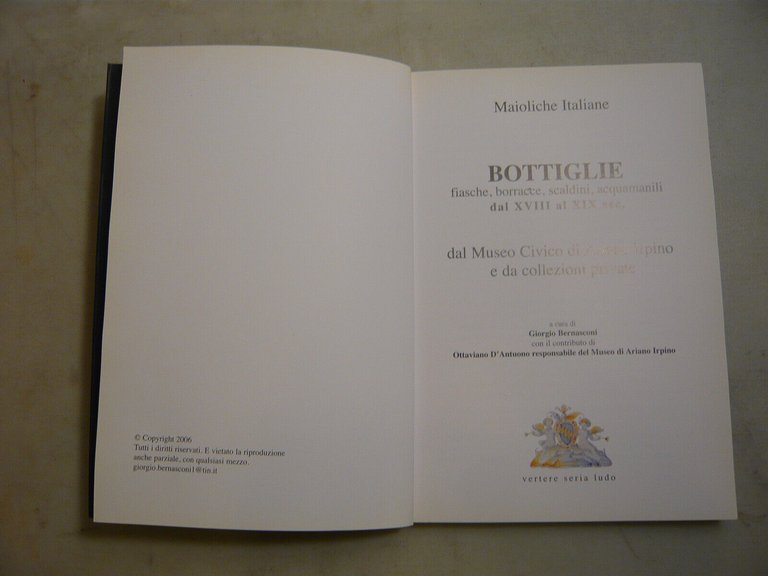 © Copyright 2006
Tutti i diritti riservati. E vietato la riproduzione
anche parziale, con qualsiasi mezzo.
giorgio.bernasconi1@tin.it
Maioliche Italiane
BOTTIGLIE
fiasche, borracce, scaldini, acquamanili
dal XVIII al XIX sec.
dal Museo Civico di Ariano Irpino
e da collezioni private
a cura di
Giorgio Bernasconi
con il contributo di
Ottaviano D'Antuono responsabile del Museo di Ariano Irpino
vertere seria ludo